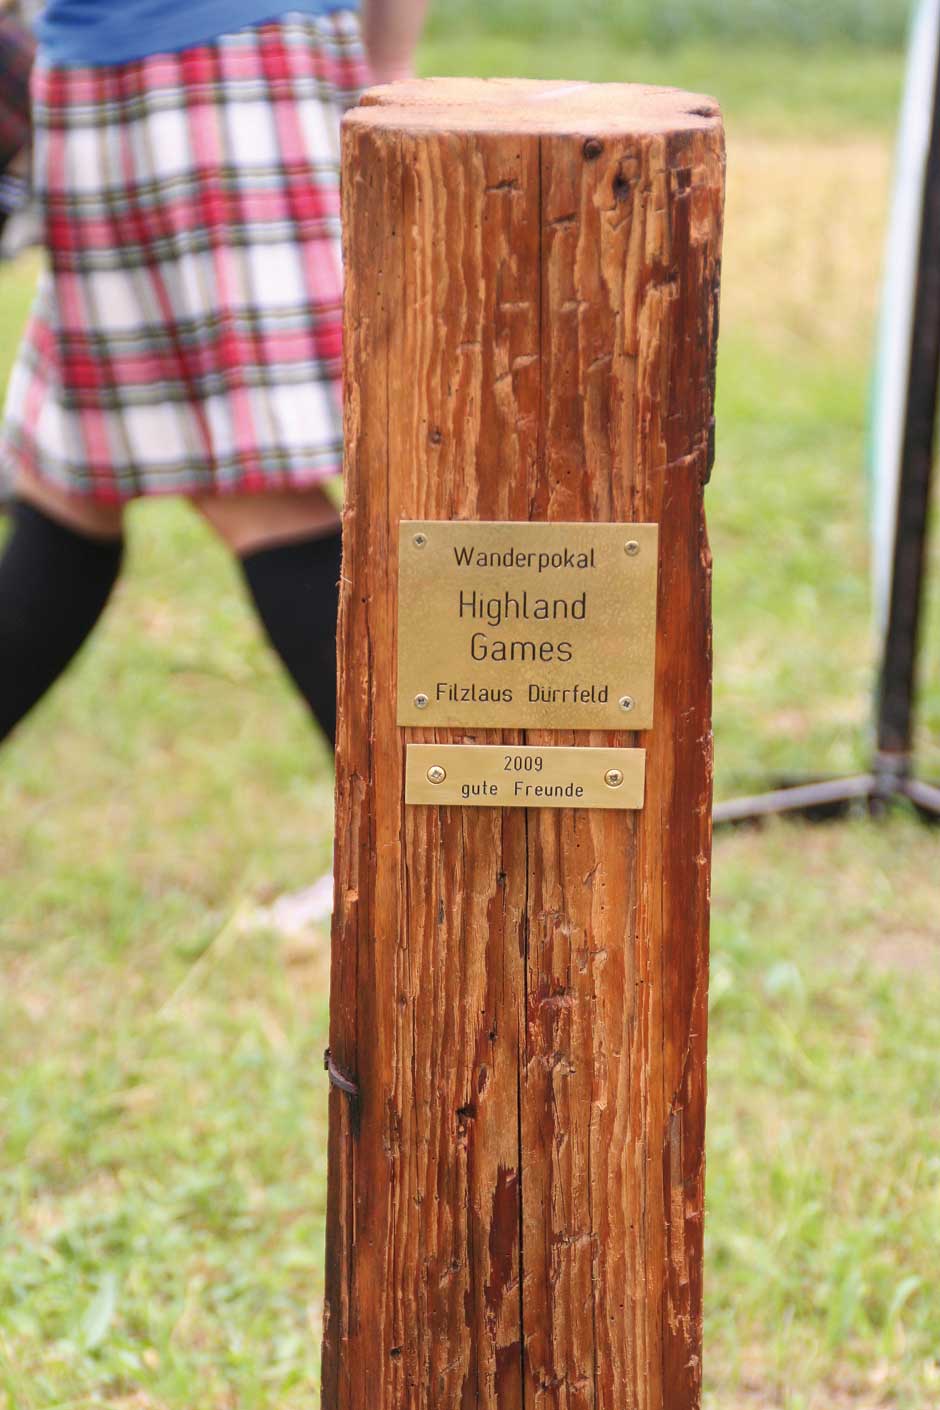 Wanderpokal
Highland
Games
Filzlaus Dürrfeld
2009
gute Freunde